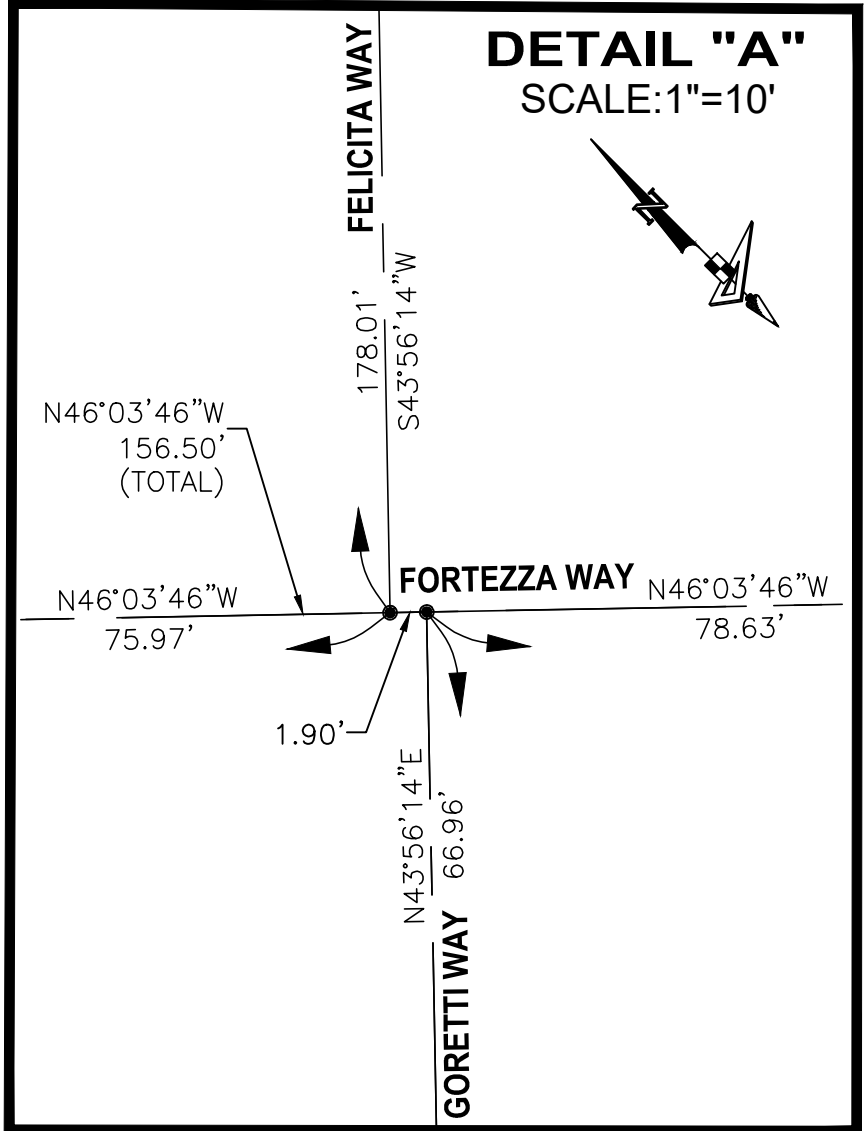 DETAIL "A"
SCALE:1"=10'
N
FELICITA WAY
178.01’
S43°56’14”W
N46°03’46”W
156.50’
(TOTAL)
FORTEZZA WAY
N46°03’46”W
75.97’
N46°03’46”W
78.63’
1.90’
N43°56’14”E
66.96’
GORETTI WAY